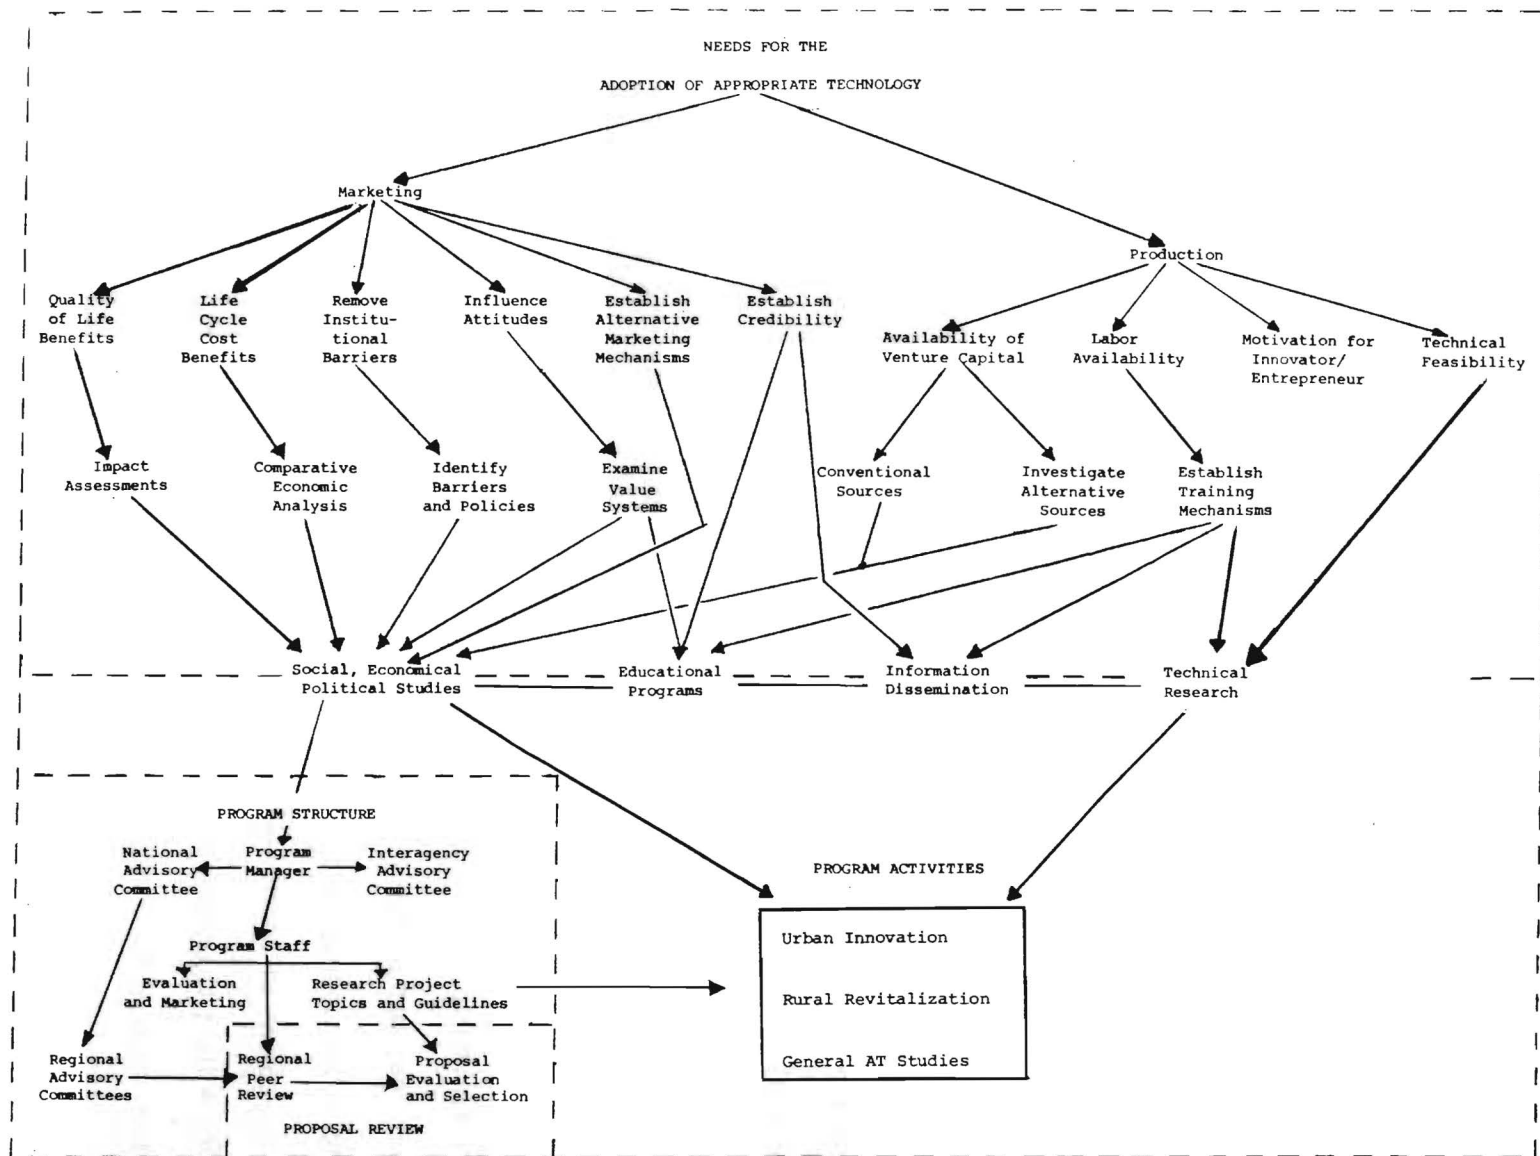 NEEDS FOR THE
ADOPTION OF APPROPRIATE TECHNOLOGY
Marketing
Production
Quality
of Life
Benefits
Life
Cycle
Cost
Benefits
Remove
Institu-
tional
Barriers
Influence
Attitudes
Establish
Alternative
Marketing
Mechanisms
Establish
Credibility
Availability of
Venture Capital
Labor
Availability
Motivation for
Innovator/
Entrepreneur
Technical
Feasibility
Impact
Assessments
Comparative
Economic
Analysis
Identify
Barriers
and Policies
Examine
Value
Systems
Conventional
Sources
Investigate
Alternative
Sources
Establish
Training
Mechanisms
Social, Economical
Political Studies
Educational
Programs
Information
Dissemination
Technical
Research
PROGRAM STRUCTURE
National
Advisory
Committee
Program
Manager
Interagency
Advisory
Committee
Program Staff
Evaluation
and Marketing
Research Project
Topics and Guidelines
Regional
Advisory
Committees
Regional
Peer
Review
Proposal
Evaluation
and Selection
PROPOSAL REVIEW
PROGRAM ACTIVITIES
Urban Innovation
Rural Revitalization
General AT Studies